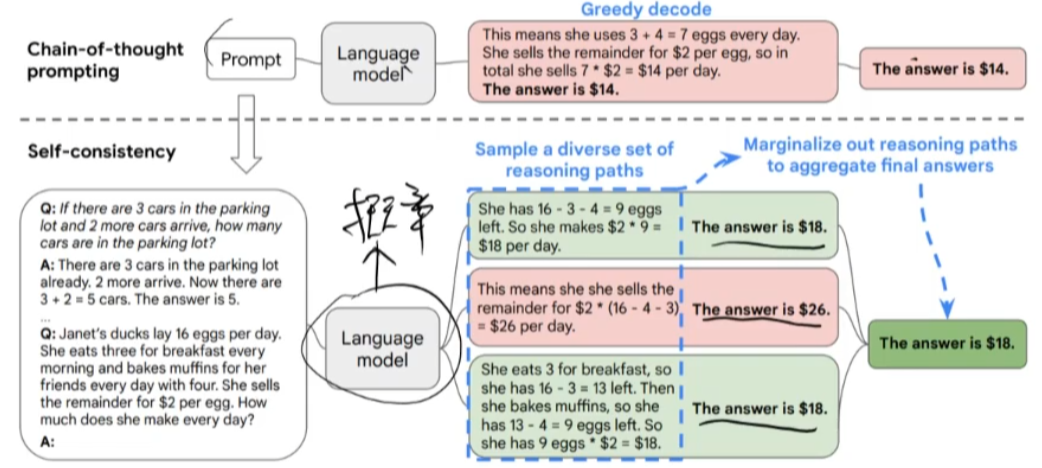 Greedy decode
Chain-of-thought
prompting
Prompt
Language
model
This means she uses 3 + 4 = 7 eggs every day.
She sells the remainder for $2 per egg, so in
total she sells 7 * $2 = $14 per day.
The answer is $14.
The answer is $14.
Self-consistency
Sample a diverse set of
reasoning paths
Marginalize out reasoning paths
to aggregate final answers
Q: If there are 3 cars in the parking
lot and 2 more cars arrive, how many
cars are in the parking lot?
A: There are 3 cars in the parking lot
already. 2 more arrive. Now there are
3 + 2 = 5 cars. The answer is 5.
...
Q: Janet's ducks lay 16 eggs per day.
She eats three for breakfast every
morning and bakes muffins for her
friends every day with four. She sells
the remainder for $2 per egg. How
much does she make every day?
A:
Language
model
She has 16 - 3 - 4 = 9 eggs
left. So she makes $2 * 9 =
$18 per day.
The answer is $18.
This means she she sells the
remainder for $2 * (16 - 4 - 3)
= $26 per day.
The answer is $26.
She eats 3 for breakfast, so
she has 16 - 3 = 13 left. Then
she bakes muffins, so she
has 13 - 4 = 9 eggs left. So
she has 9 eggs * $2 = $18.
The answer is $18.
The answer is $18.